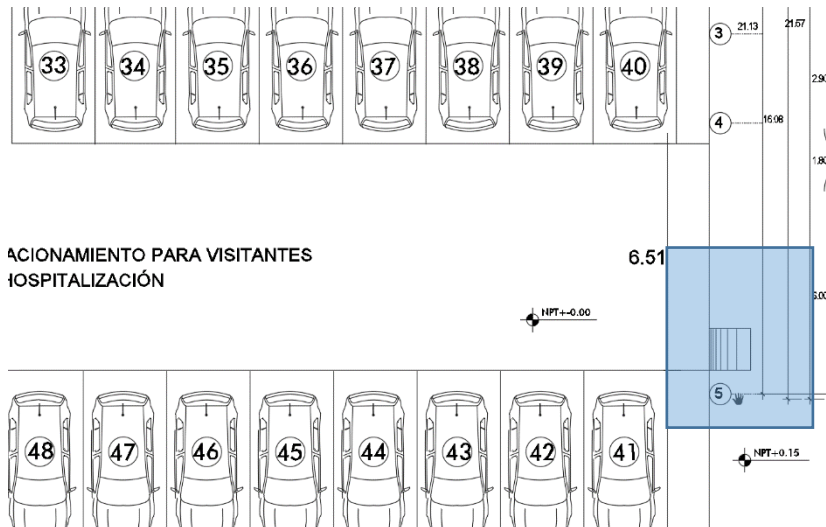 33 34 35 36 37 38 39 40
3 21.13 21.57
2.90
4 16.98
1.80
ACIONAMIENTO PARA VISITANTES
HOSPITALIZACIÓN
6.51
5.00
NPT+-0.00
5
48 47 46 45 44 43 42 41
NPT+0.15